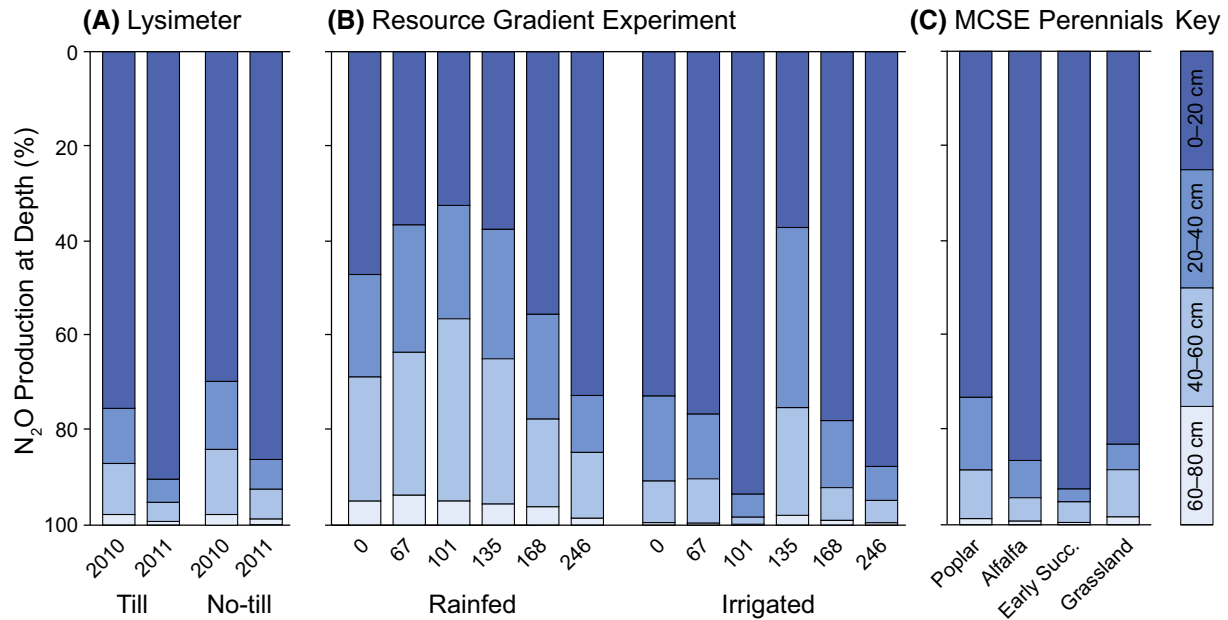 (A) Lysimeter
(B) Resource Gradient Experiment
(C) MCSE Perennials
Key
N2O Production at Depth (%)
0
20
40
60
80
100
2010
2011
2010
2011
Till
No-till
0
67
101
135
168
246
Rainfed
0
67
101
135
168
246
Irrigated
Poplar
Alfalfa
Early Succ.
Grassland
0–20 cm
20–40 cm
40–60 cm
60–80 cm